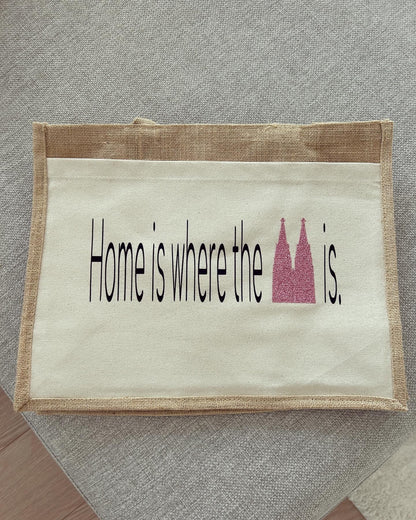 Home is where the is.